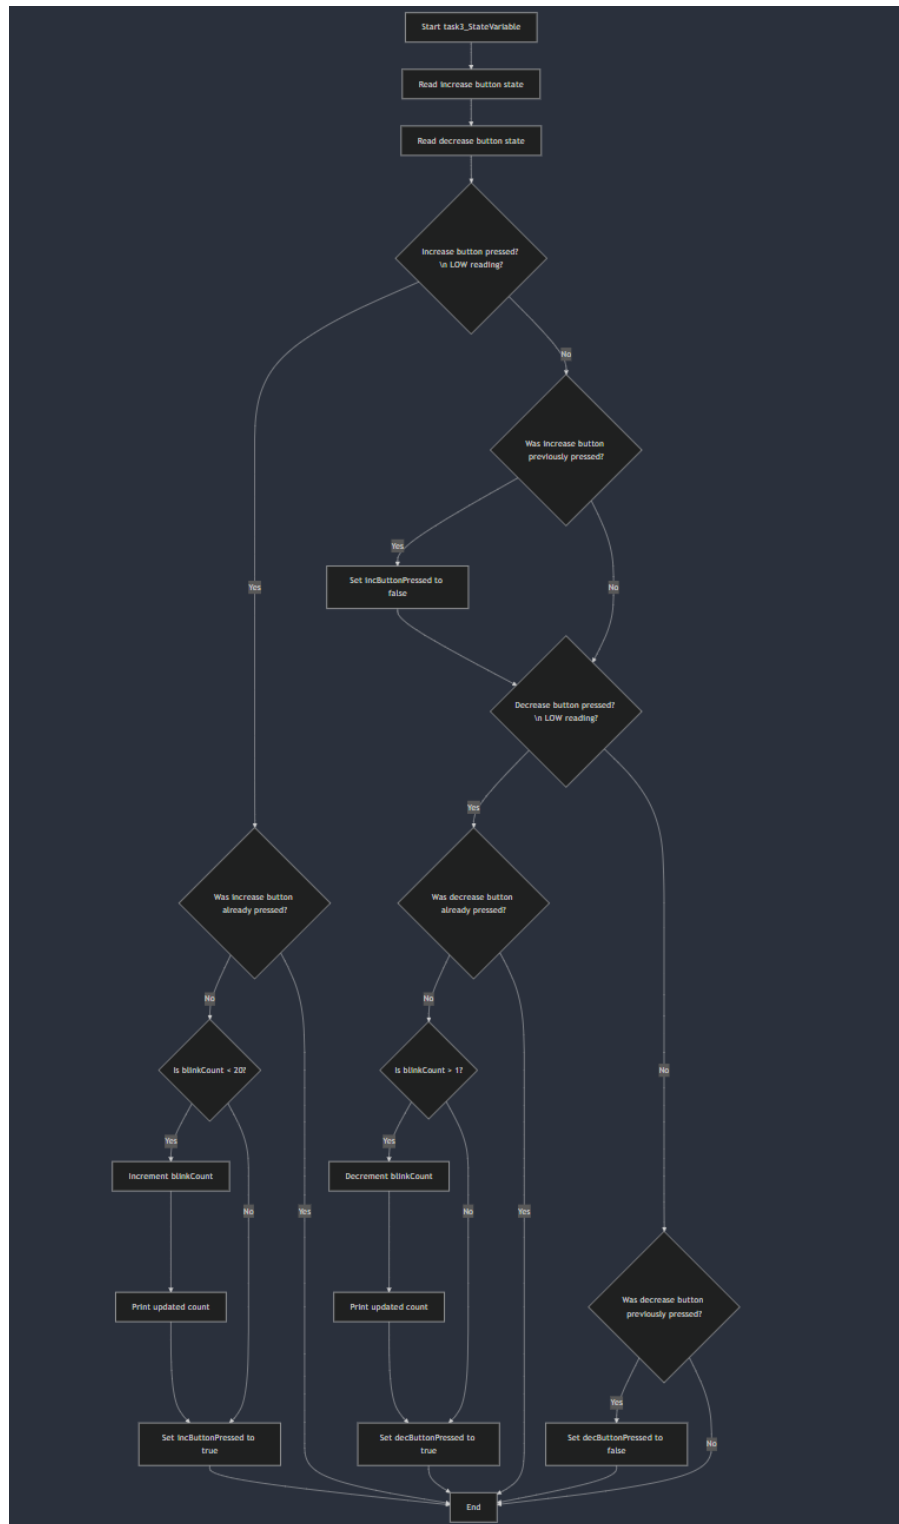 Start task3_StateVariable
Read increase button state
Read decrease button state
Increase button pressed?
\n LOW reading?
No
Was increase button
previously pressed?
Yes
Set incButtonPressed to
false
Yes
No
Decrease button pressed?
\n LOW reading?
Yes
Was increase button
already pressed?
Was decrease button
already pressed?
No
No
Is blinkCount < 20?
Is blinkCount > 1?
No
Yes
Yes
Increment blinkCount
Decrement blinkCount
No
Yes
No
Yes
Print updated count
Print updated count
Was decrease button
previously pressed?
Yes
Set incButtonPressed to
true
Set decButtonPressed to
true
Set decButtonPressed to
false
No
End